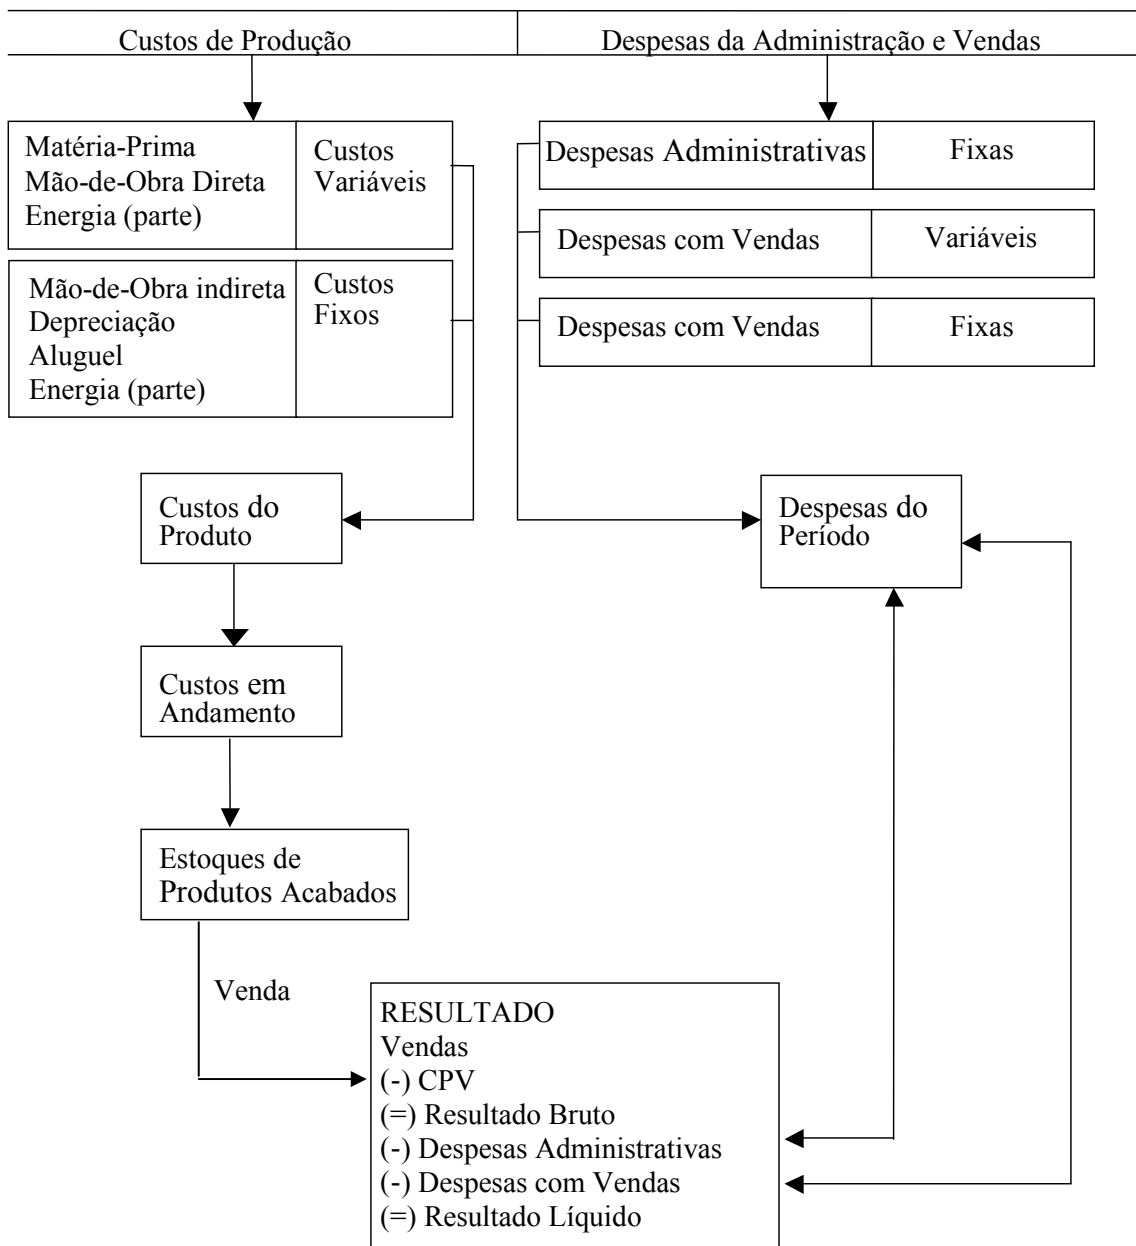 Custos de Produção
Despesas da Administração e Vendas
Matéria-Prima
Mão-de-Obra Direta
Energia (parte)
Custos
Variáveis
Mão-de-Obra indireta
Depreciação
Aluguel
Energia (parte)
Custos
Fixos
Despesas Administrativas
Fixas
Despesas com Vendas
Variáveis
Despesas com Vendas
Fixas
Custos do
Produto
Despesas do
Período
Custos em
Andamento
Estoques de
Produtos Acabados
Venda
RESULTADO
Vendas
(-) CPV
(=) Resultado Bruto
(-) Despesas Administrativas
(-) Despesas com Vendas
(=) Resultado Líquido